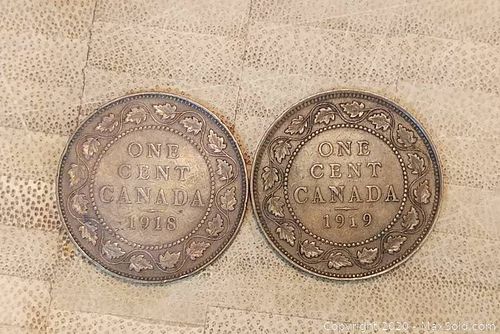 ONE
CENT
CANADA
1918
ONE
CENT
CANADA
1919
Copyright 2020 - MaxSold.com